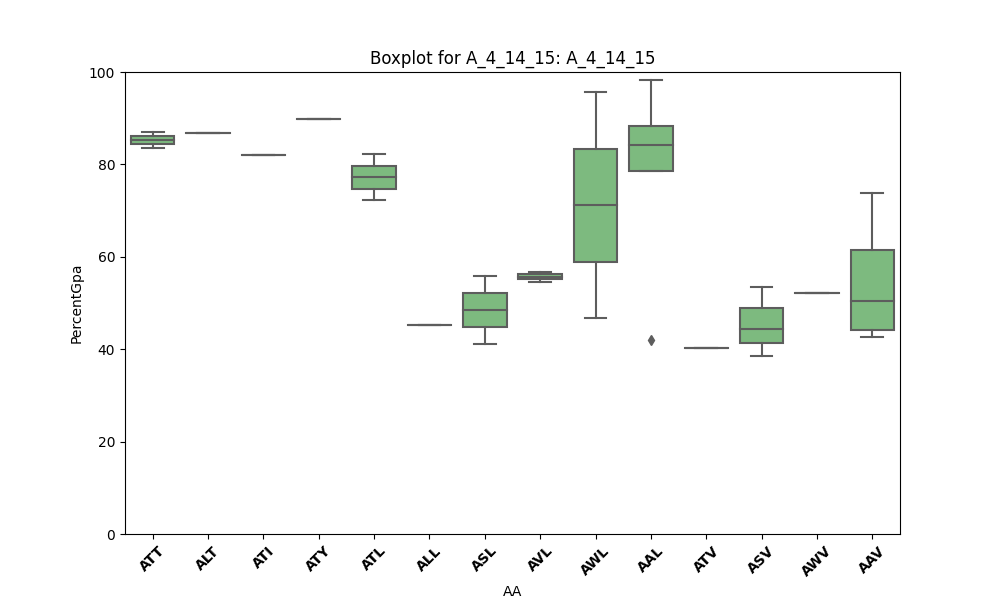 Boxplot for A_4_14_15: A_4_14_15
100
80
60
40
20
0
PercentGpa
ATT ALT ATI ATY ATL ALL ASL AVL AWL AAL ATV ASV AWV AAV
AA